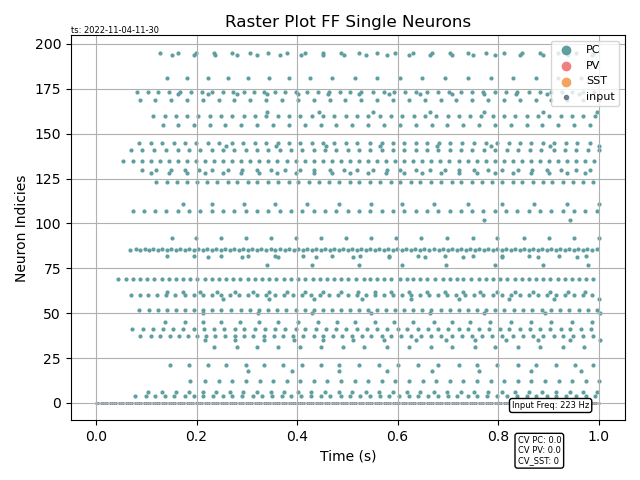 Raster Plot FF Single Neurons
ts: 2022-11-04-11-30
PC
PV
SST
input
Neuron Indicies
200
175
150
125
100
75
50
25
0
Input Freq: 223 Hz
0.0 0.2 0.4 0.6 0.8 1.0
Time (s)
CV PC: 0.0
CV PV: 0.0
CV_SST: 0